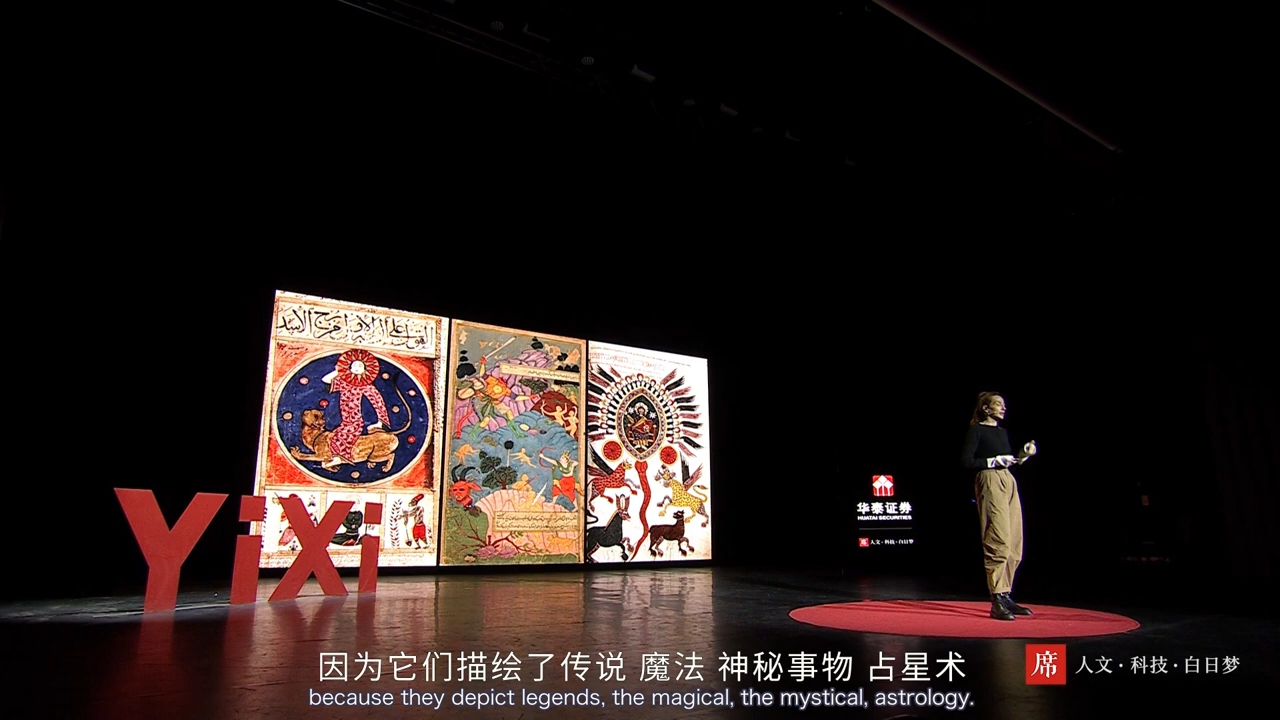 YiXi
华泰证券
HUATAI SECURITIES
席 人文·科技·白日梦
因为它们描绘了传说 魔法 神秘事物 占星术
because they depict legends, the magical, the mystical, astrology.
席 人文·科技·白日梦